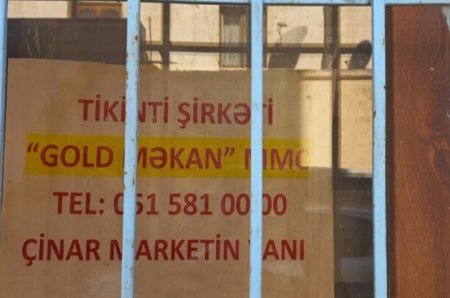 TİKİNTİ ŞİRKƏTİ
“GOLD MƏKAN” MMC
TEL: 051 581 00 00
ÇİNAR MARKETİN YANI